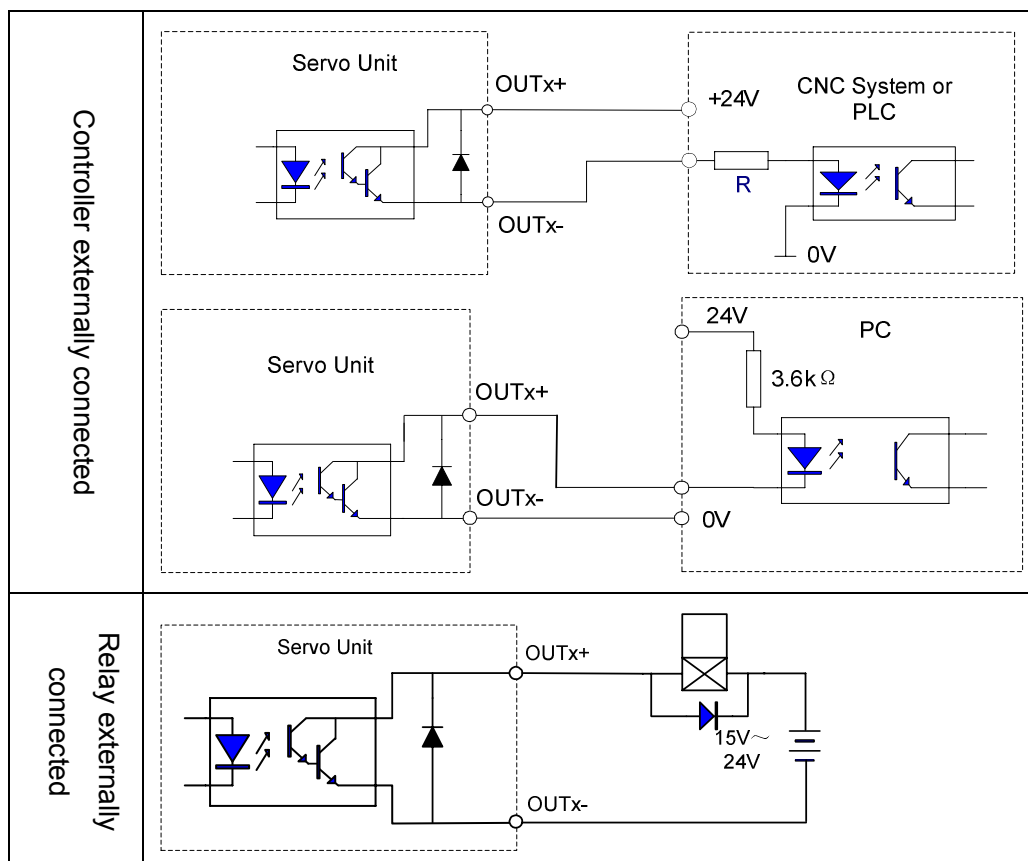 Controller externally connected
Servo Unit
OUTx+
OUTx-
+24V
CNC System or
PLC
R
0V
Servo Unit
OUTx+
OUTx-
24V
PC
3.6kΩ
0V
Relay externally
connected
Servo Unit
OUTx+
OUTx-
15V～
24V